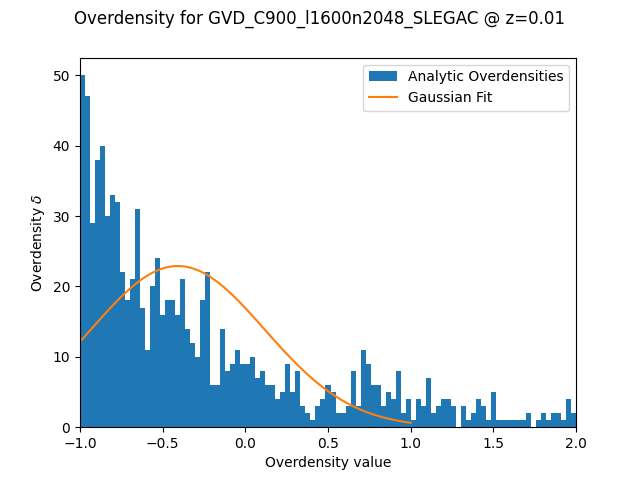 Overdensity for GVD_C900_l1600n2048_SLEGAC @ z=0.01
Analytic Overdensities
Gaussian Fit
Overdensity δ
50
40
30
20
10
0
−1.0 −0.5 0.0 0.5 1.0 1.5 2.0
Overdensity value